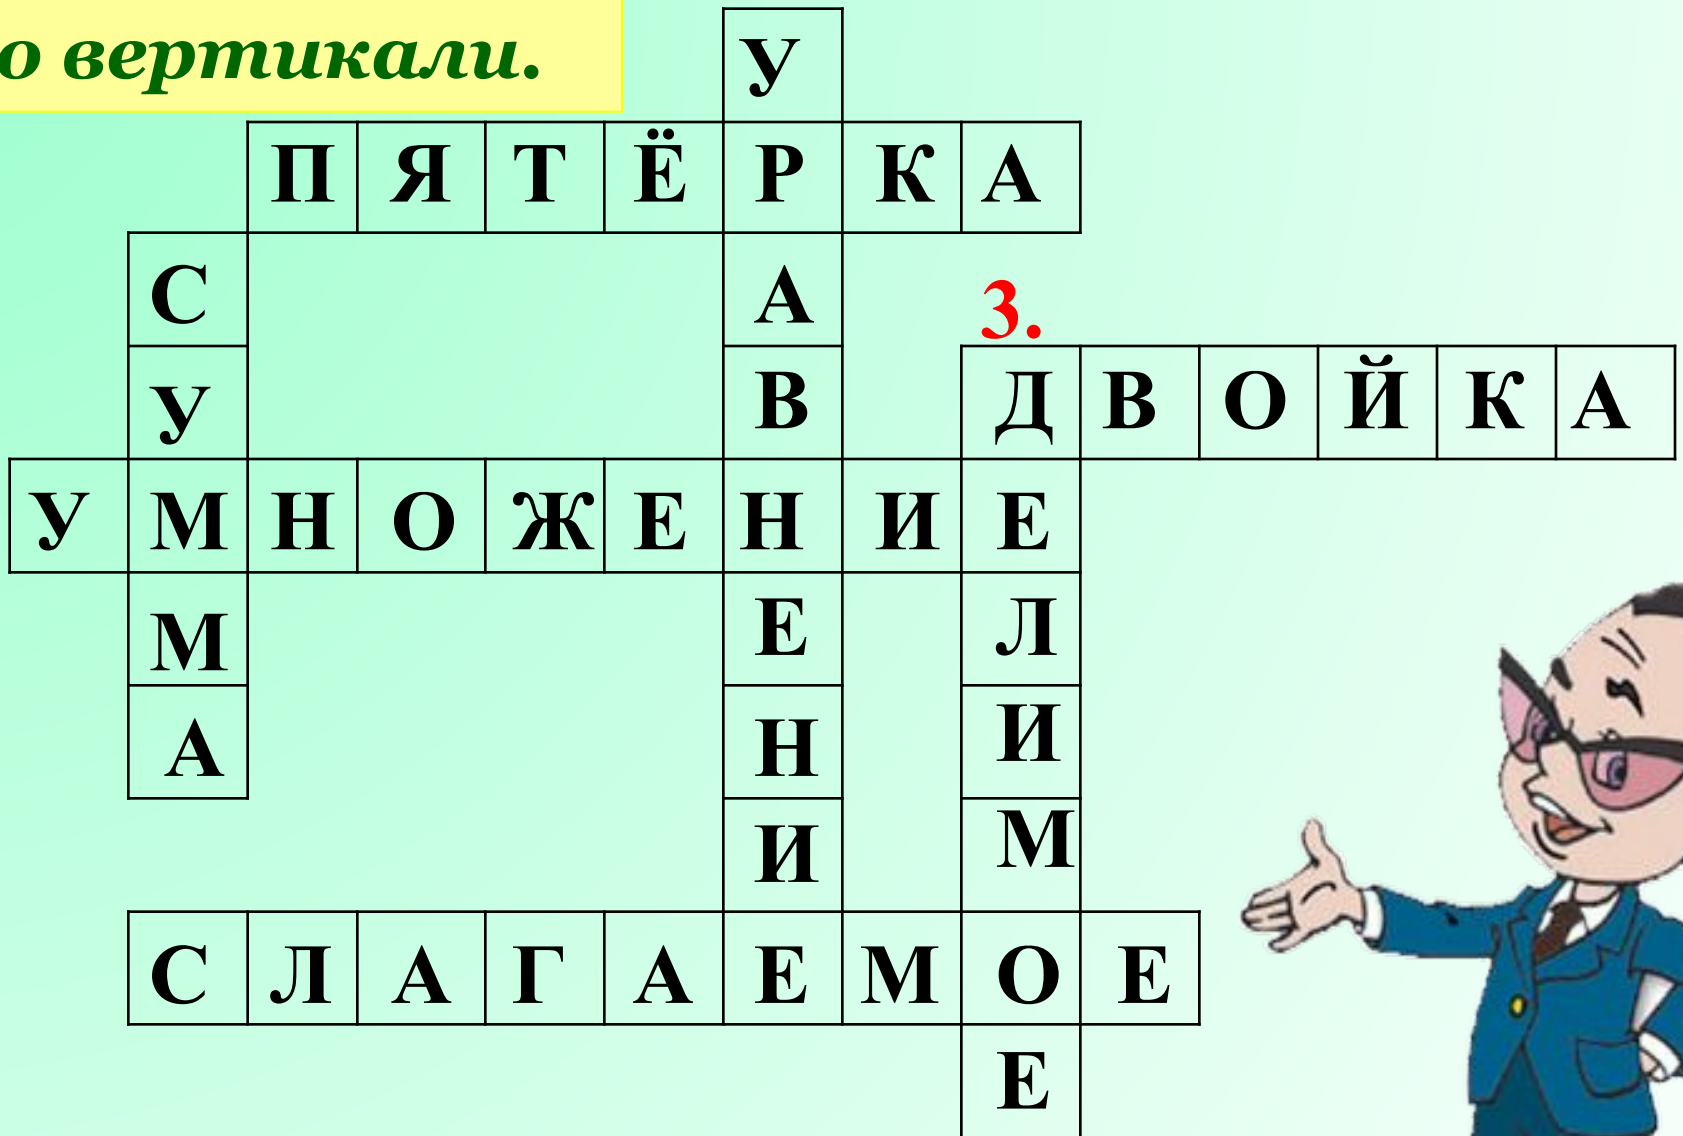 о вертикали.
У
ПЯТЁРКА
С А 3.
У В ДВОЙКА
УМНОЖЕНИЕ
М Е Л
А Н И
И М
СЛАГАЕМОЕ
Е